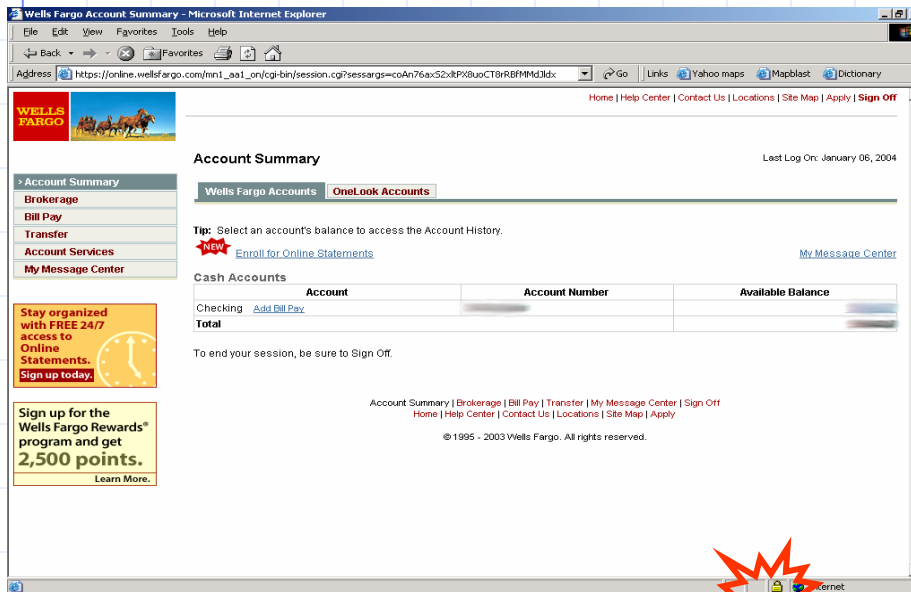 Wells Fargo Account Summary - Microsoft Internet Explorer
File Edit View Favorites Tools Help
Back Favorites
Address https://online.wellsfargo.com/mn1_aa1_on/cgi-bin/session.cgi?sessargs=coAn76axS2xltPX8uoCT8rRBfMMdJldx Go Links Yahoo maps Mapblast Dictionary
WELLS
FARGO
Home | Help Center | Contact Us | Locations | Site Map | Apply | Sign Off
Account Summary
Last Log On: January 06, 2004
> Account Summary
Brokerage
Bill Pay
Transfer
Account Services
My Message Center
Wells Fargo Accounts OneLook Accounts
Tip: Select an account's balance to access the Account History.
NEW Enroll for Online Statements My Message Center
Cash Accounts
Account Account Number Available Balance
Checking Add Bill Pay
Total
To end your session, be sure to Sign Off.
Stay organized
with FREE 24/7
access to
Online
Statements.
Sign up today.
Sign up for the
Wells Fargo Rewards®
program and get
2,500 points.
Learn More.
Account Summary | Brokerage | Bill Pay | Transfer | My Message Center | Sign Off
Home | Help Center | Contact Us | Locations | Site Map | Apply
© 1995 - 2003 Wells Fargo. All rights reserved.